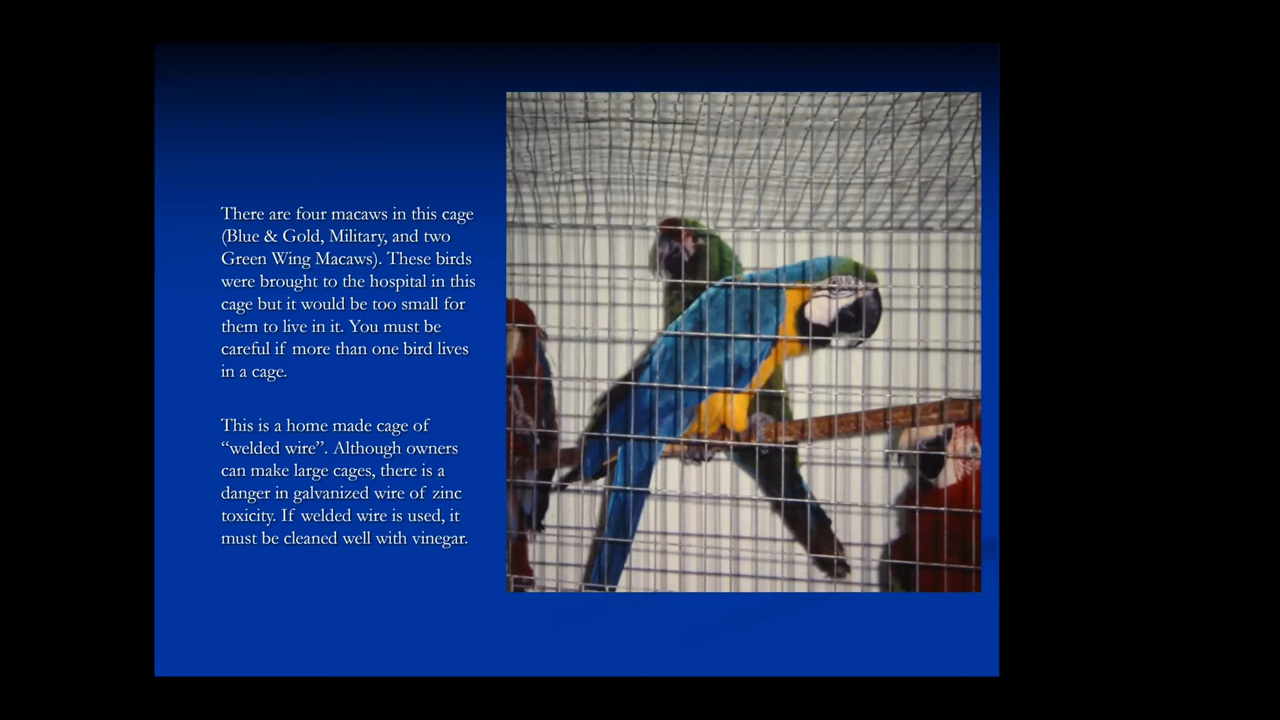 There are four macaws in this cage
(Blue & Gold, Military, and two
Green Wing Macaws). These birds
were brought to the hospital in this
cage but it would be too small for
them to live in it. You must be
careful if more than one bird lives
in a cage.
This is a home made cage of
“welded wire”. Although owners
can make large cages, there is a
danger in galvanized wire of zinc
toxicity. If welded wire is used, it
must be cleaned well with vinegar.